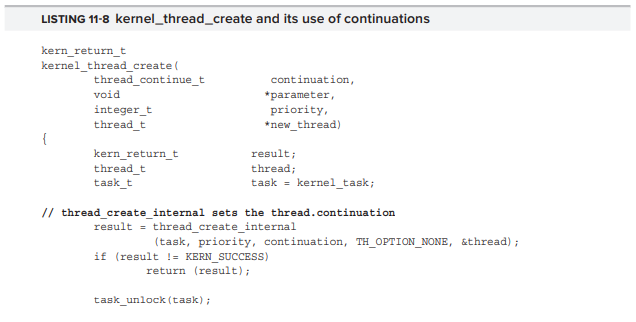 LISTING 11-8 kernel_thread_create and its use of continuations
kern_return_t
kernel_thread_create(
thread_continue_t continuation,
void *parameter,
integer_t priority,
thread_t *new_thread)
{
kern_return_t result;
thread_t thread;
task_t task = kernel_task;
// thread_create_internal sets the thread.continuation
result = thread_create_internal
(task, priority, continuation, TH_OPTION_NONE, &thread);
if (result != KERN_SUCCESS)
return (result);
task_unlock(task);